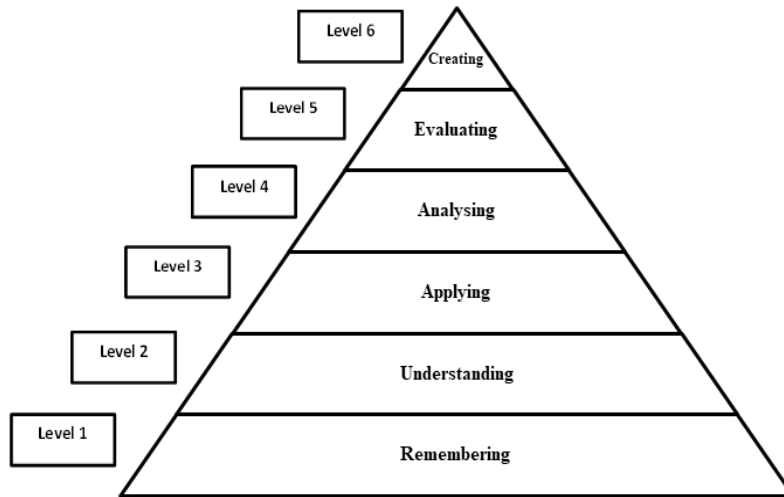 Level 6
Creating
Level 5
Evaluating
Level 4
Analysing
Level 3
Applying
Level 2
Understanding
Level 1
Remembering